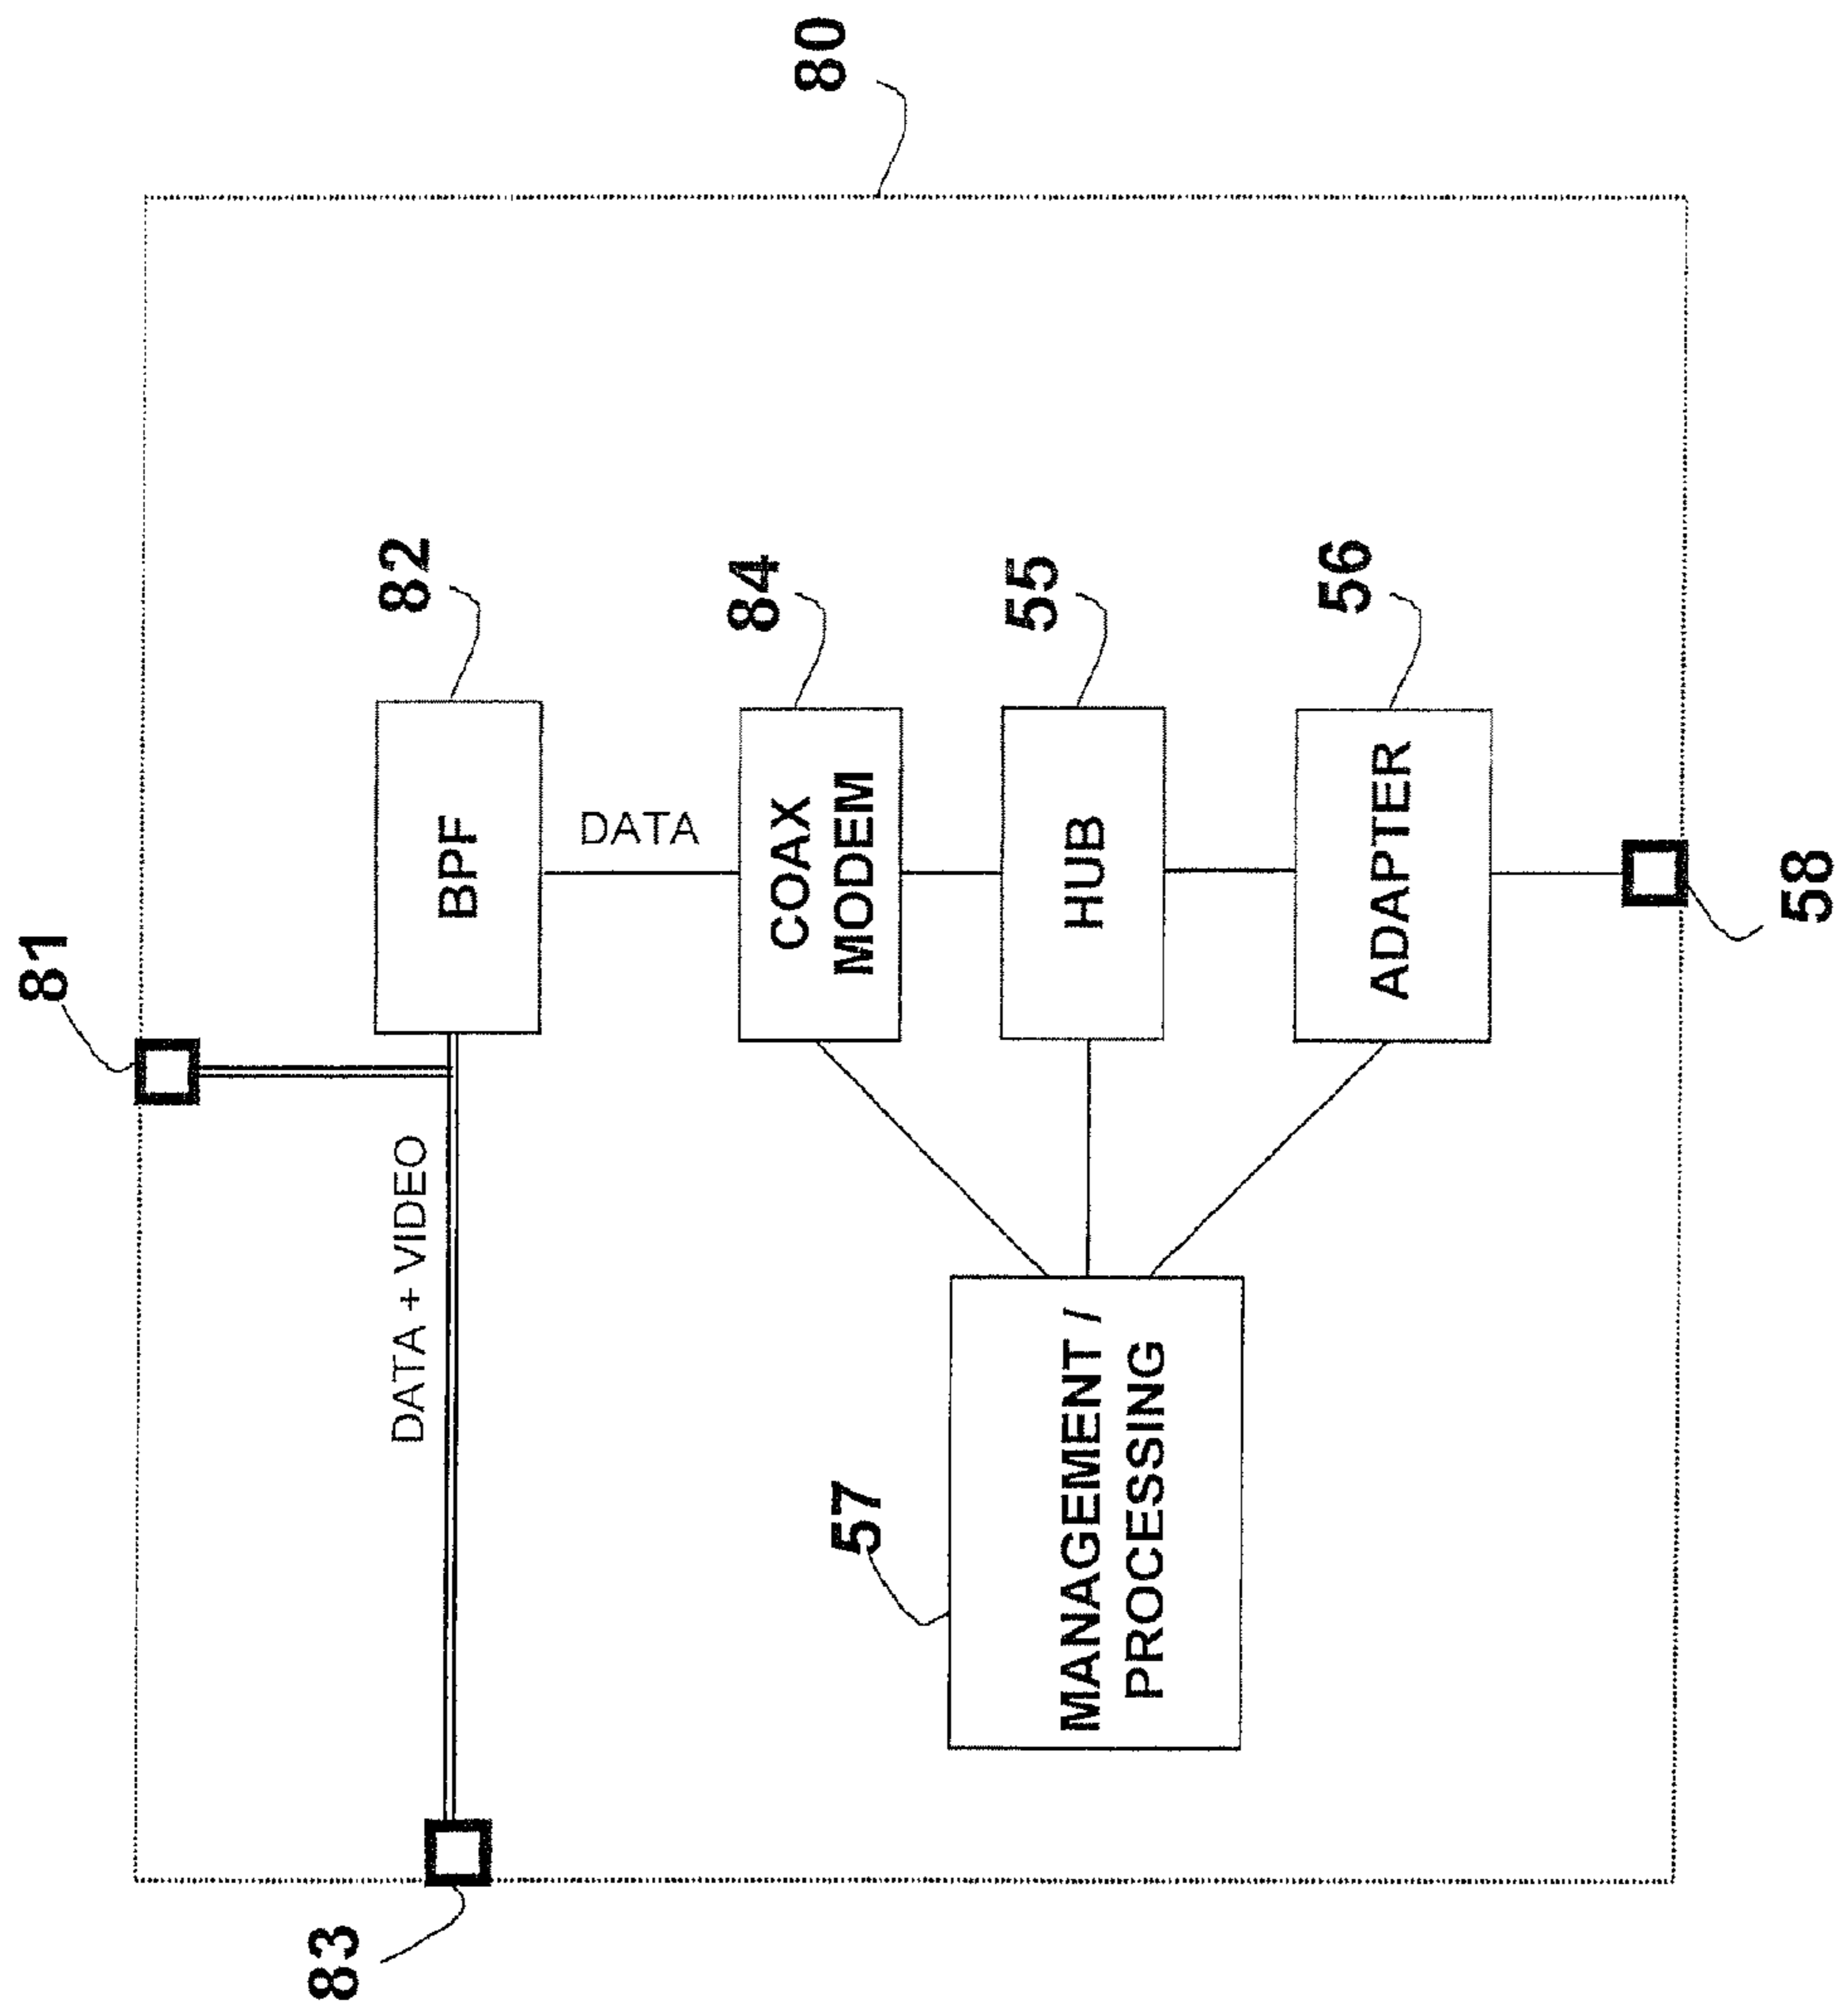 80
81
82
BPF
DATA + VIDEO
83
DATA
84
COAX
MODEM
55
HUB
57
MANAGEMENT /
PROCESSING
56
ADAPTER
58